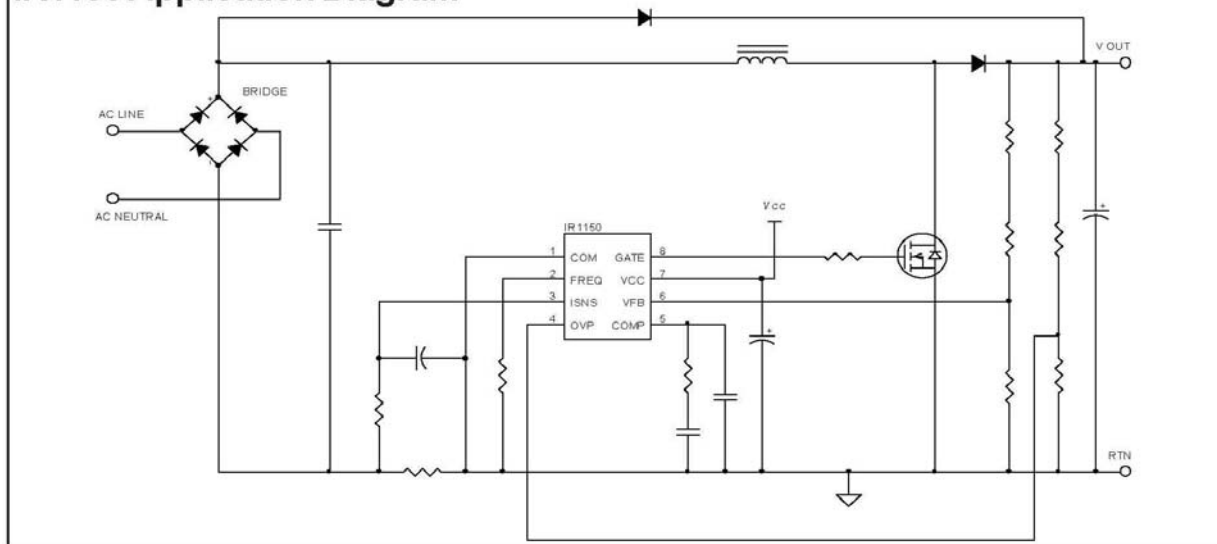 V OUT
BRIDGE
AC LINE
+
-
AC NEUTRAL
+
Vcc
IR1150
1 COM GATE 8
2 FREQ VCC 7
3 ISNS VFB 6
4 OVP COMP 5
+
RTN